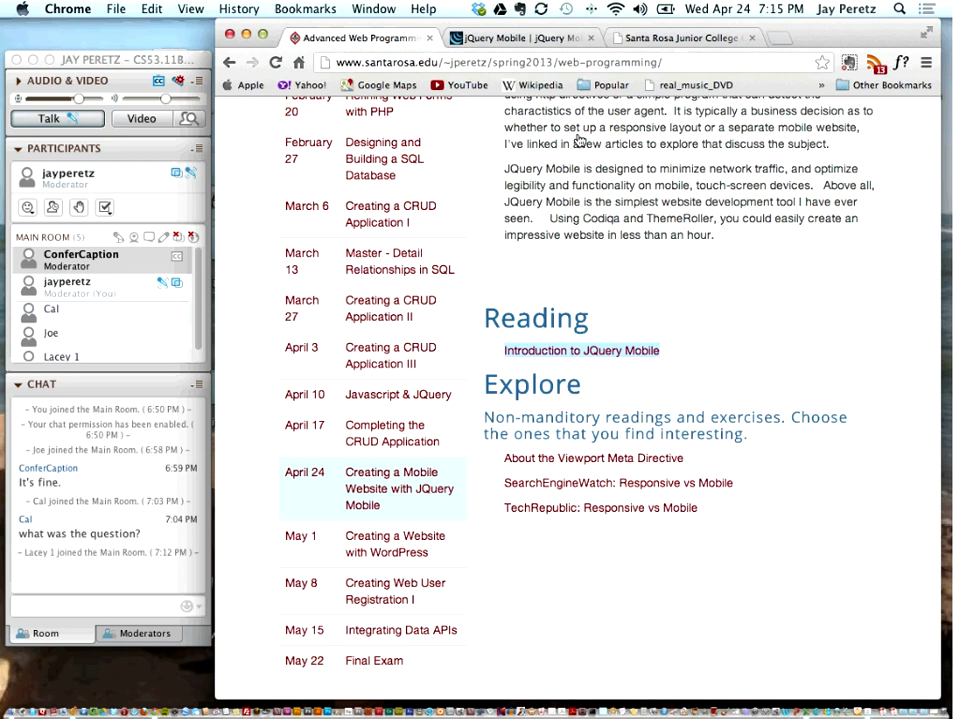 Chrome File Edit View History Bookmarks Window Help Wed Apr 24 7:15 PM Jay Peretz
JAY PERETZ – CS53.11B...
AUDIO & VIDEO
Talk Video
PARTICIPANTS
jayperetz
Moderator
MAIN ROOM (5)
ConferCaption
Moderator
jayperetz
Moderator (You)
Cal
Joe
Lacey 1
CHAT
– You joined the Main Room. ( 6:50 PM ) –
– Your chat permission has been enabled. (
6:50 PM ) –
– Joe joined the Main Room. ( 6:58 PM ) –
ConferCaption 6:59 PM
It's fine.
– Cal joined the Main Room. ( 7:03 PM ) –
Cal 7:04 PM
what was the question?
– Lacey 1 joined the Main Room. ( 7:12 PM ) –
Room Moderators
Advanced Web Programm
jQuery Mobile | jQuery Mo
Santa Rosa Junior College
www.santarosa.edu/~jperetz/spring2013/web-programming/
13
Apple Yahoo! Google Maps YouTube Wikipedia Popular real_music_DVD » Other Bookmarks
February
20
with PHP
February
27
Designing and
Building a SQL
Database
March 6
Creating a CRUD
Application I
March
13
Master - Detail
Relationships in SQL
March
27
Creating a CRUD
Application II
April 3
Creating a CRUD
Application III
April 10 Javascript & JQuery
April 17
Completing the
CRUD Application
April 24
Creating a Mobile
Website with JQuery
Mobile
May 1
Creating a Website
with WordPress
May 8
Creating Web User
Registration I
May 15 Integrating Data APIs
May 22 Final Exam
charactistics of the user agent. It is typically a business decision as to
whether to set up a responsive layout or a separate mobile website,
I've linked in a few articles to explore that discuss the subject.
JQuery Mobile is designed to minimize network traffic, and optimize
legibility and functionality on mobile, touch-screen devices. Above all,
JQuery Mobile is the simplest website development tool I have ever
seen. Using Codiqa and ThemeRoller, you could easily create an
impressive website in less than an hour.
Reading
Introduction to JQuery Mobile
Explore
Non-manditory readings and exercises. Choose
the ones that you find interesting.
About the Viewport Meta Directive
SearchEngineWatch: Responsive vs Mobile
TechRepublic: Responsive vs Mobile